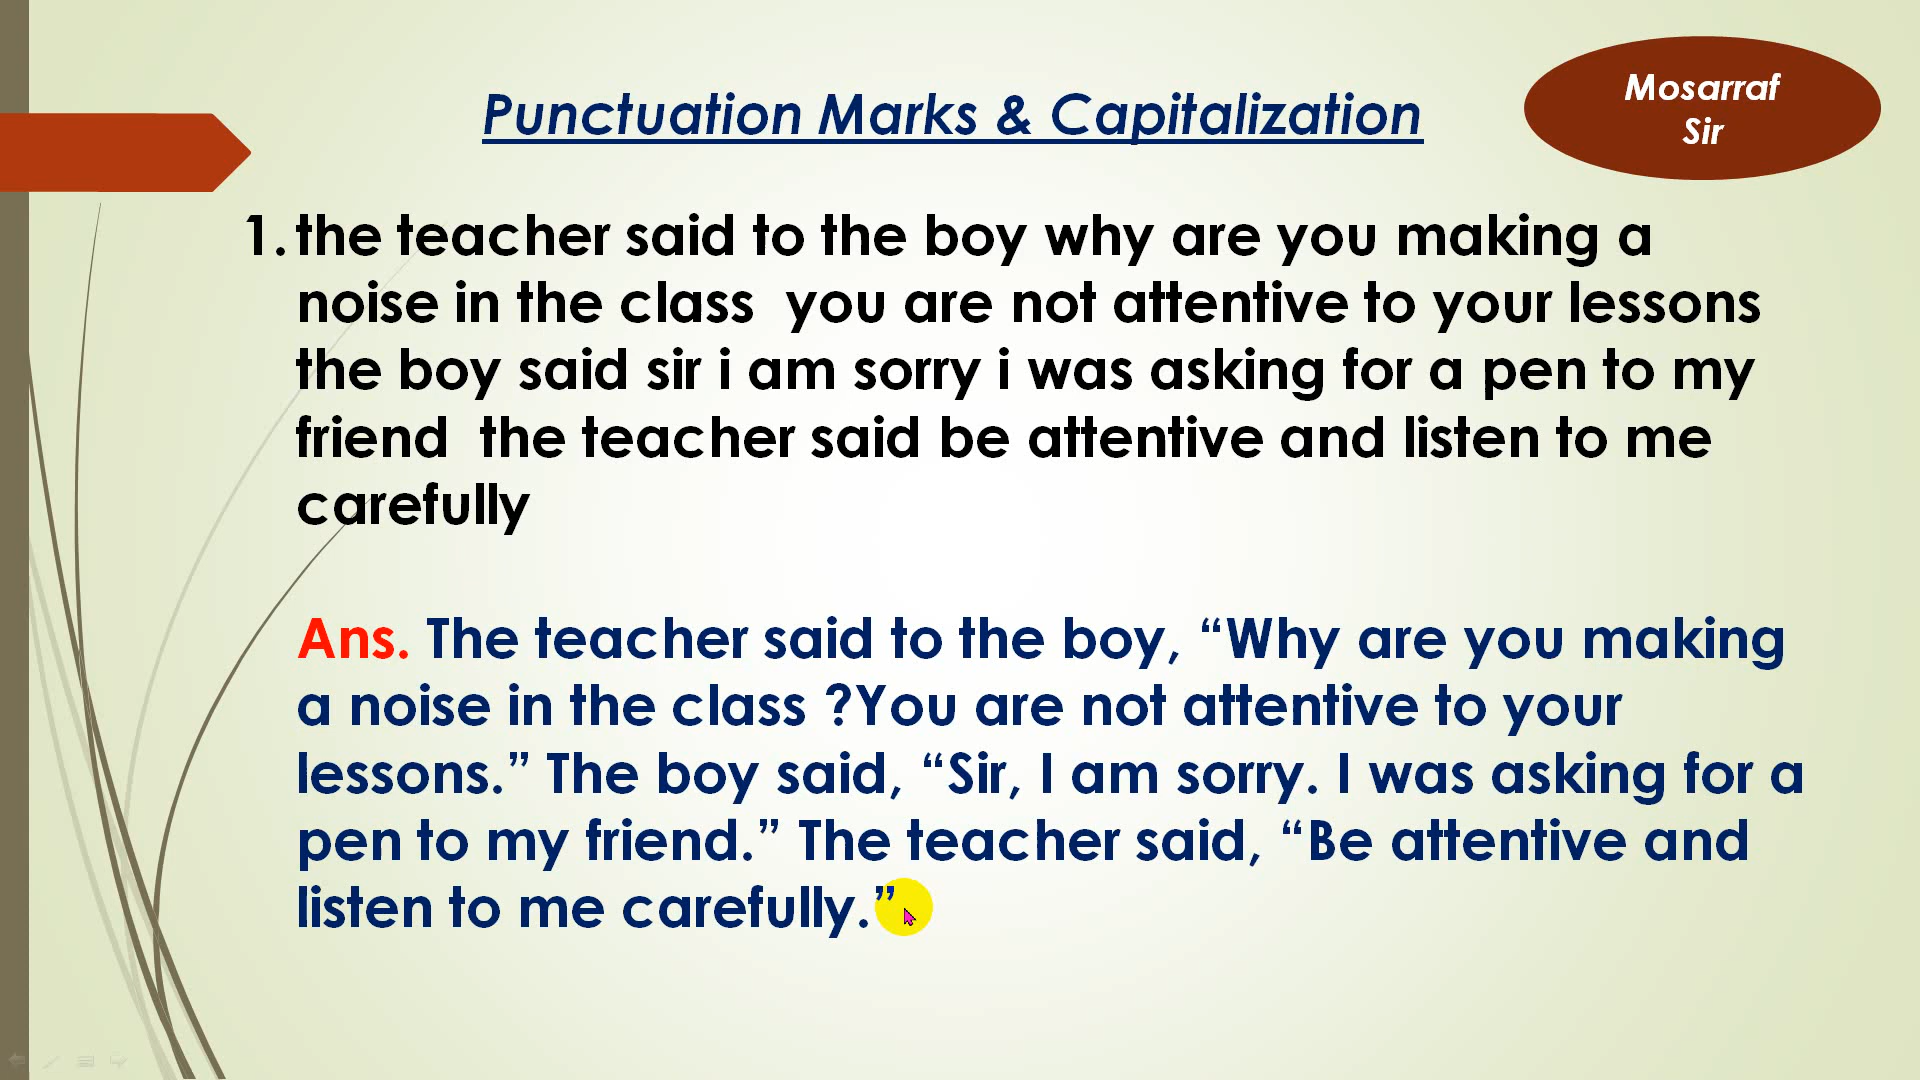 Punctuation Marks & Capitalization
Mosarraf
Sir
1. the teacher said to the boy why are you making a
noise in the class  you are not attentive to your lessons
the boy said sir i am sorry i was asking for a pen to my
friend  the teacher said be attentive and listen to me
carefully
Ans. The teacher said to the boy, “Why are you making
a noise in the class ?You are not attentive to your
lessons.” The boy said, “Sir, I am sorry. I was asking for a
pen to my friend.” The teacher said, “Be attentive and
listen to me carefully.”